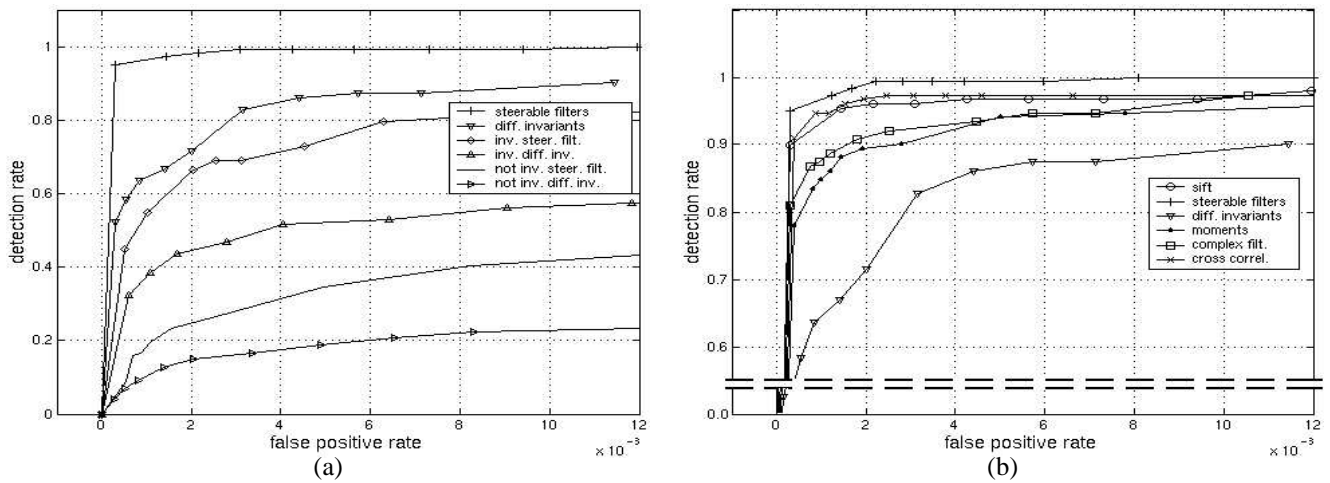 1
0.8
0.6
0.4
0.2
0
detection rate
0 2 4 6 8 10 12
false positive rate
× 10⁻³
steerable filters
diff. invariants
inv. steer. filt.
inv. diff. inv.
not inv. steer. filt.
not inv. diff. inv.
(a)
1
0.9
0.8
0.7
0.6
0.0
detection rate
0 2 4 6 8 10 12
false positive rate
× 10⁻³
sift
steerable filters
diff. invariants
moments
complex filt.
cross correl.
(b)